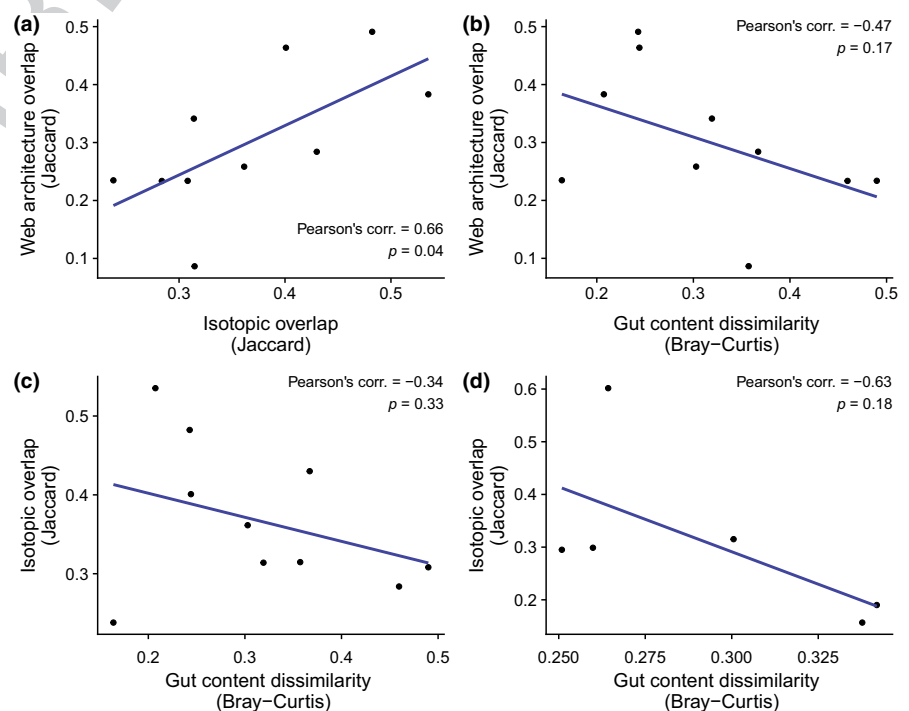 (a)
0.5
0.4
0.3
0.2
0.1
Web architecture overlap
(Jaccard)
Pearson's corr. = 0.66
p = 0.04
0.3 0.4 0.5
Isotopic overlap
(Jaccard)
(b)
0.5
0.4
0.3
0.2
0.1
Web architecture overlap
(Jaccard)
Pearson's corr. = −0.47
p = 0.17
0.2 0.3 0.4 0.5
Gut content dissimilarity
(Bray−Curtis)
(c)
0.5
0.4
0.3
Isotopic overlap
(Jaccard)
Pearson's corr. = −0.34
p = 0.33
0.2 0.3 0.4 0.5
Gut content dissimilarity
(Bray−Curtis)
(d)
0.6
0.5
0.4
0.3
0.2
Isotopic overlap
(Jaccard)
Pearson's corr. = −0.63
p = 0.18
0.250 0.275 0.300 0.325
Gut content dissimilarity
(Bray−Curtis)